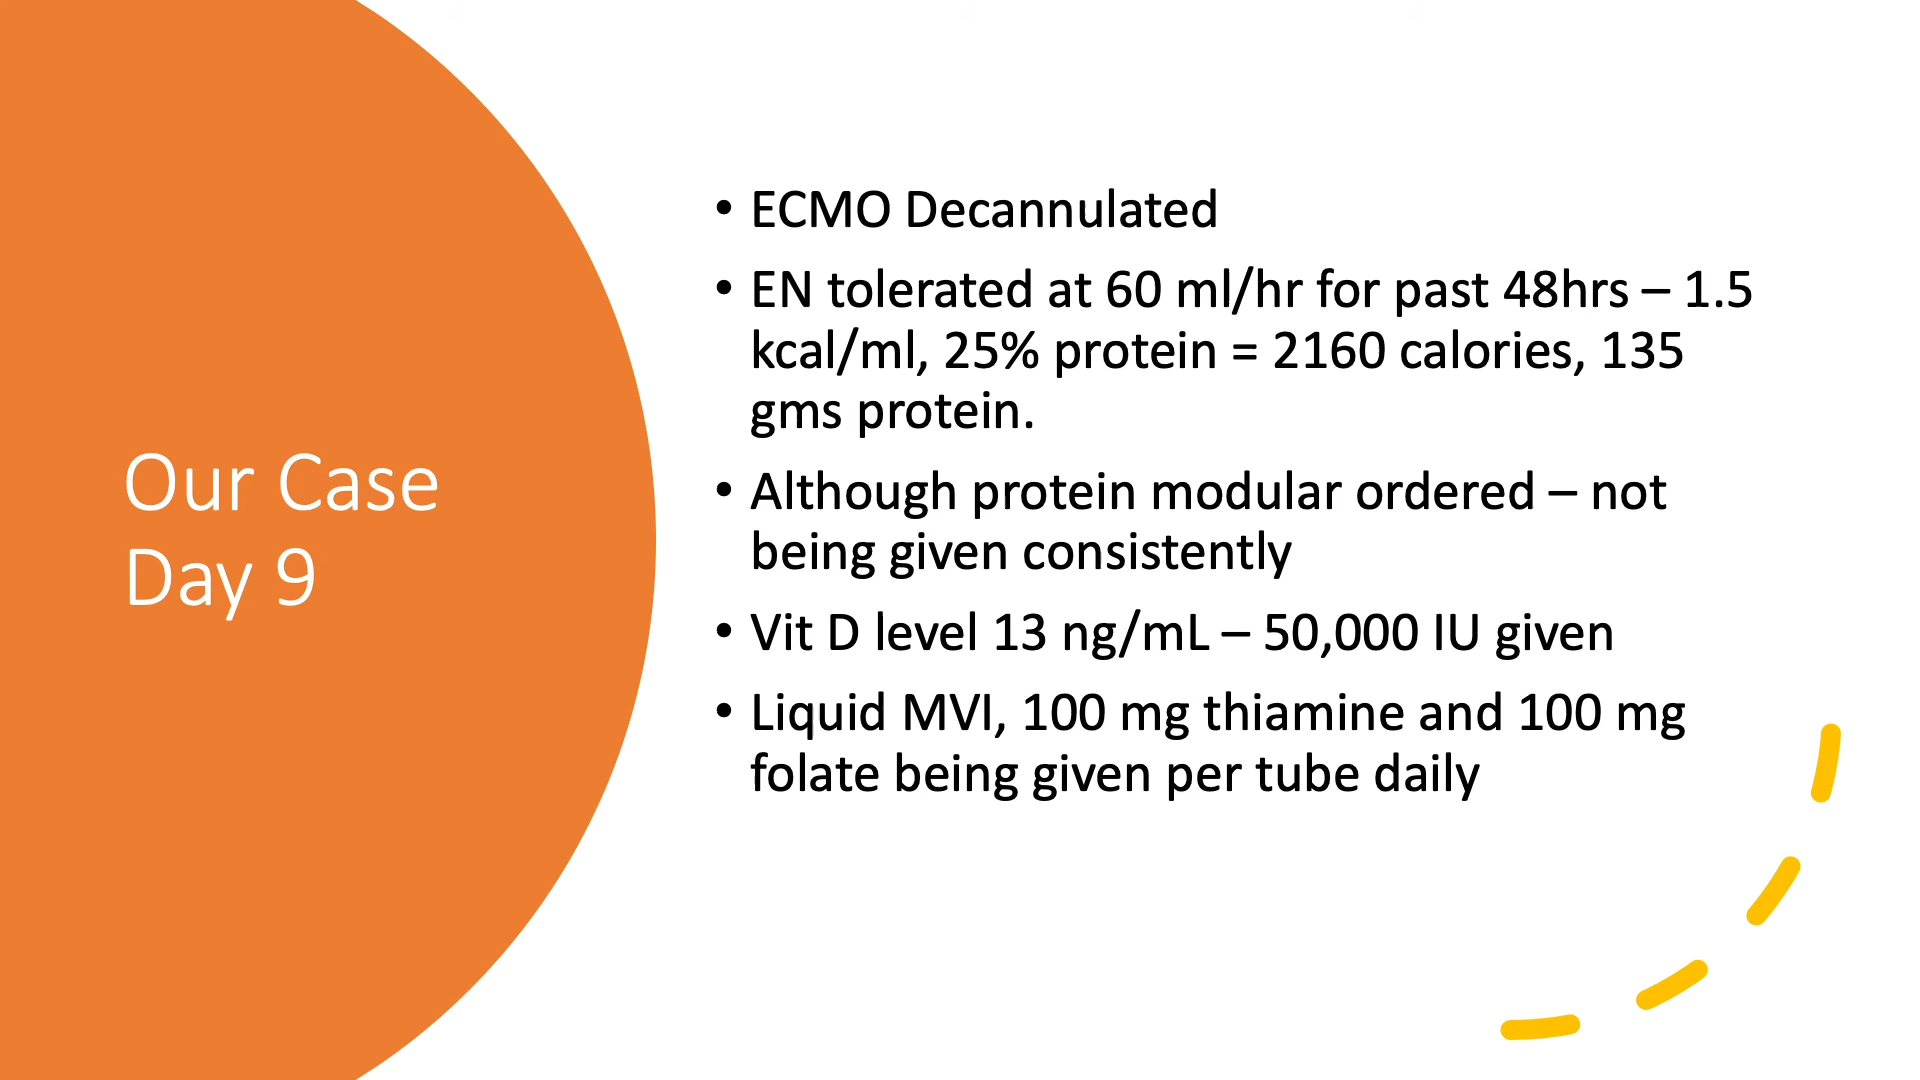 Our Case
Day 9
• ECMO Decannulated
• EN tolerated at 60 ml/hr for past 48hrs – 1.5
kcal/ml, 25% protein = 2160 calories, 135
gms protein.
• Although protein modular ordered – not
being given consistently
• Vit D level 13 ng/mL – 50,000 IU given
• Liquid MVI, 100 mg thiamine and 100 mg
folate being given per tube daily